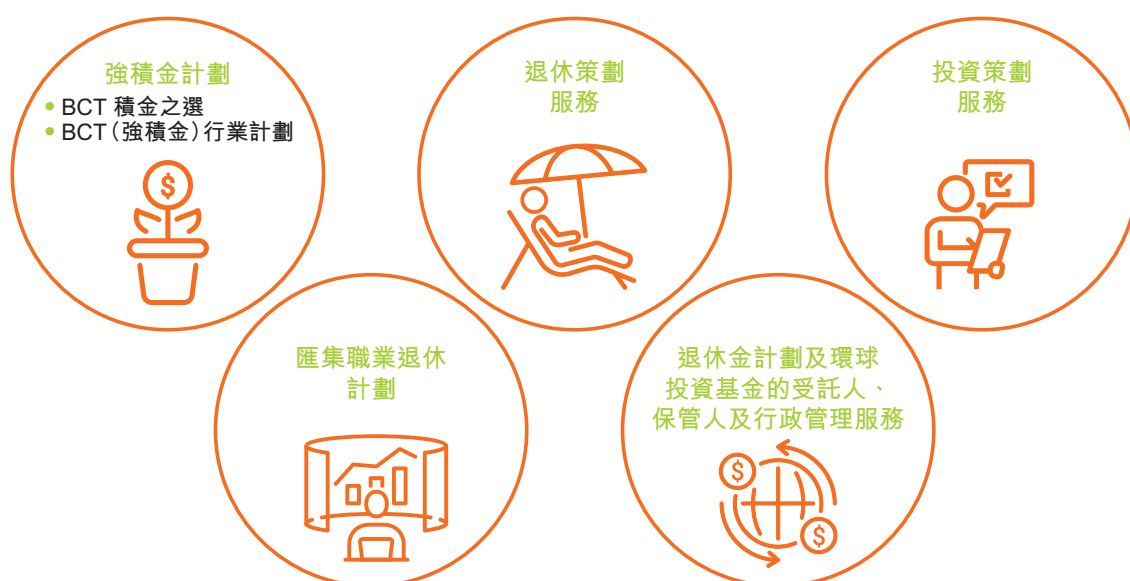 強積金計劃
• BCT 積金之選
• BCT(強積金)行業計劃
退休策劃
服務
投資策劃
服務
匯集職業退休
計劃
退休金計劃及環球
投資基金的受託人、
保管人及行政管理服務
$
$
$